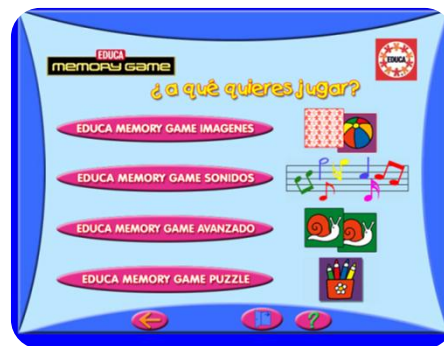 EDUCA
memory game
EDUCA
¿ a qué quieres jugar?
EDUCA MEMORY GAME IMAGENES
EDUCA MEMORY GAME SONIDOS
EDUCA MEMORY GAME AVANZADO
EDUCA MEMORY GAME PUZZLE
?